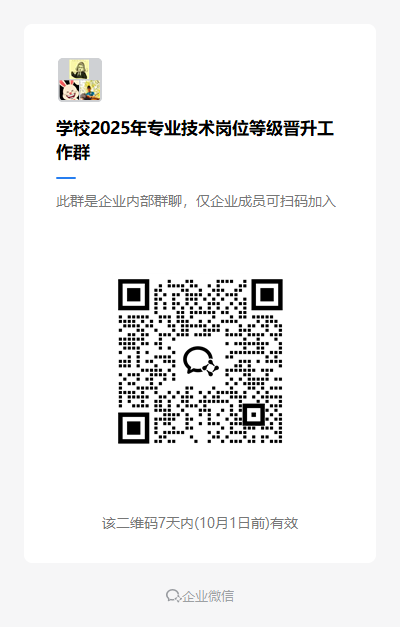 学校2025年专业技术岗位等级晋升工
作群
此群是企业内部群聊，仅企业成员可扫码加入
该二维码7天内(10月1日前)有效
企业微信